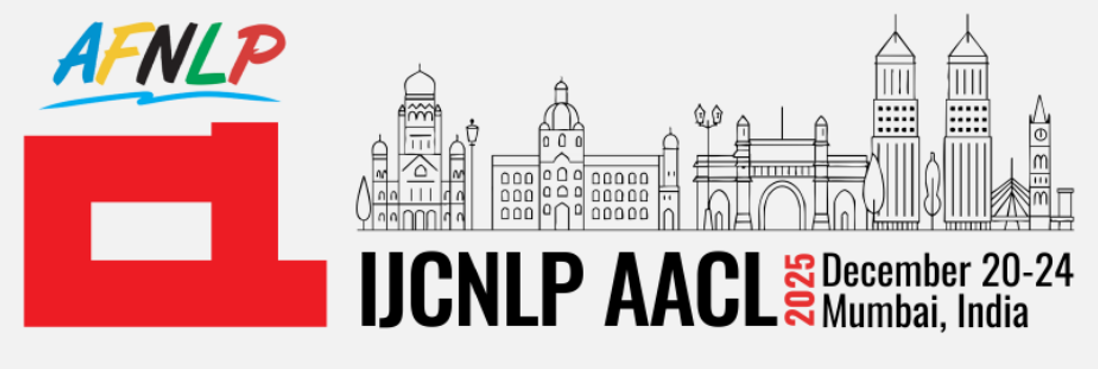 AFNLP
IJCNLP AACL
2025
December 20-24
Mumbai, India